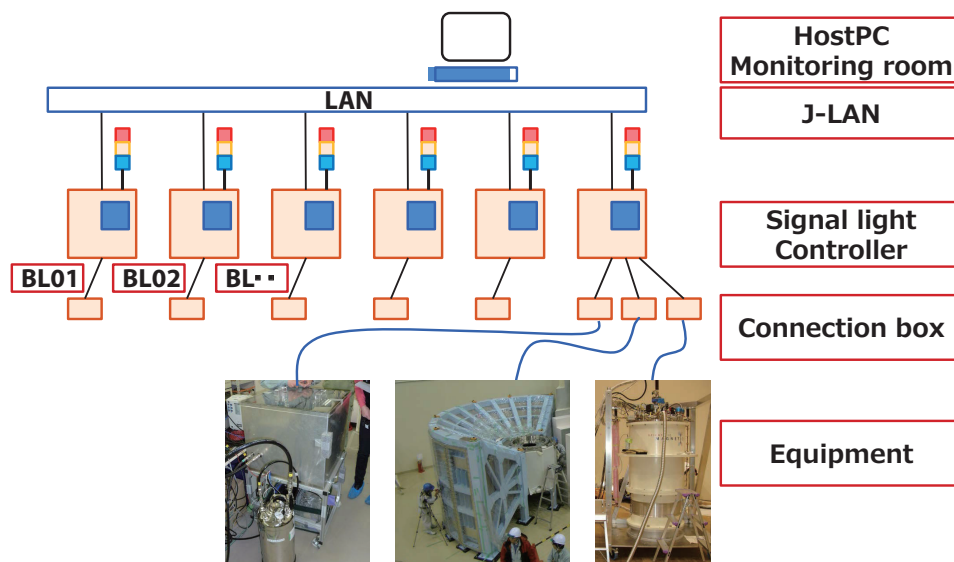 HostPC
Monitoring room
LAN
J-LAN
Signal light
Controller
BL01
BL02
BL‥
Connection box
Equipment